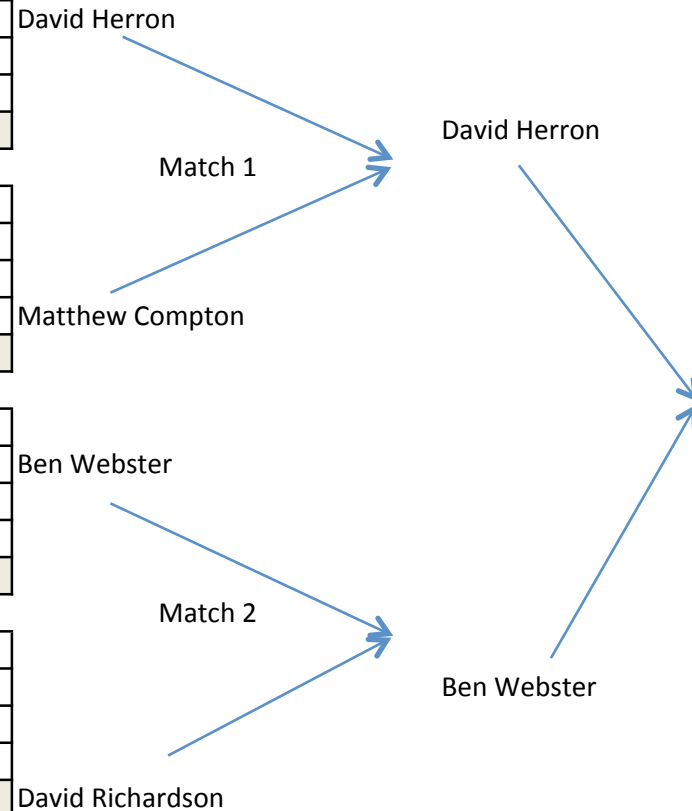 David Herron
David Herron
Match 1
Matthew Compton
Ben Webster
Match 2
Ben Webster
David Richardson